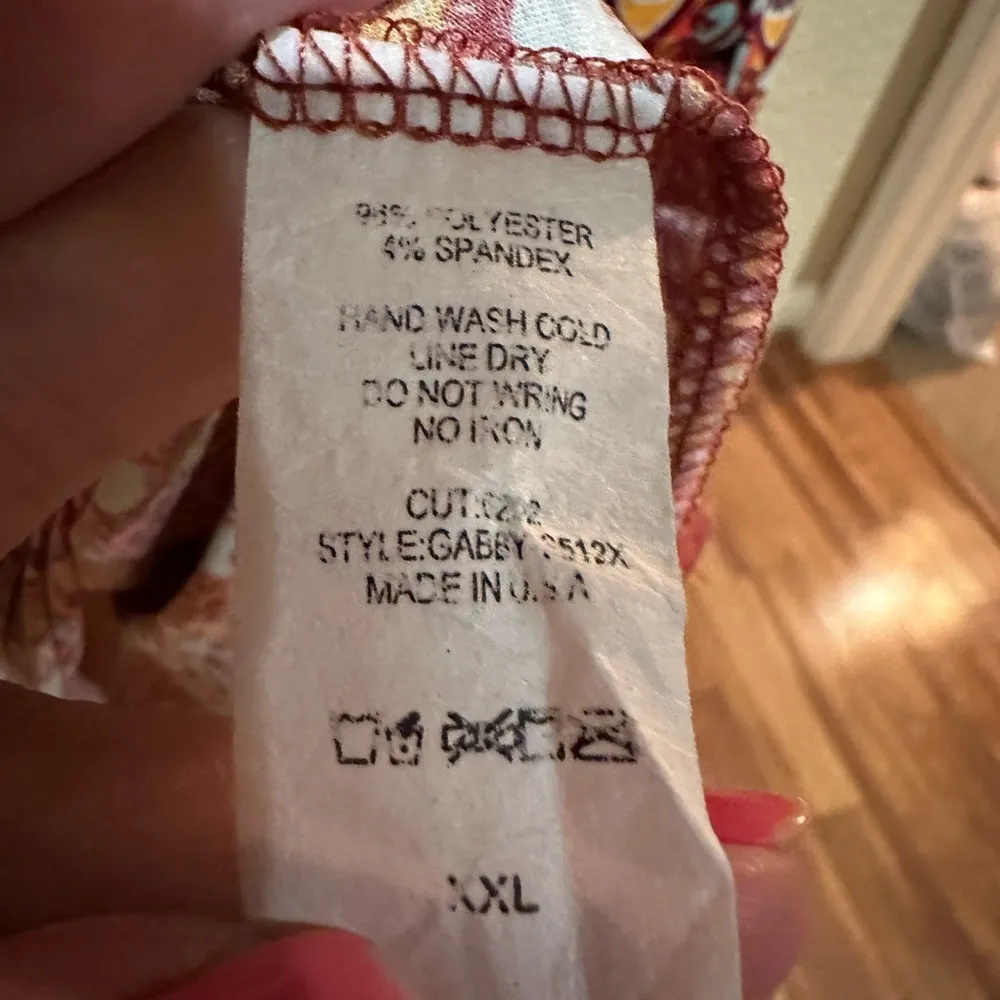 96% POLYESTER
4% SPANDEX
HAND WASH COLD
LINE DRY
DO NOT WRING
NO IRON
STYLE:GABBY
MADE IN U.S.A
XXL